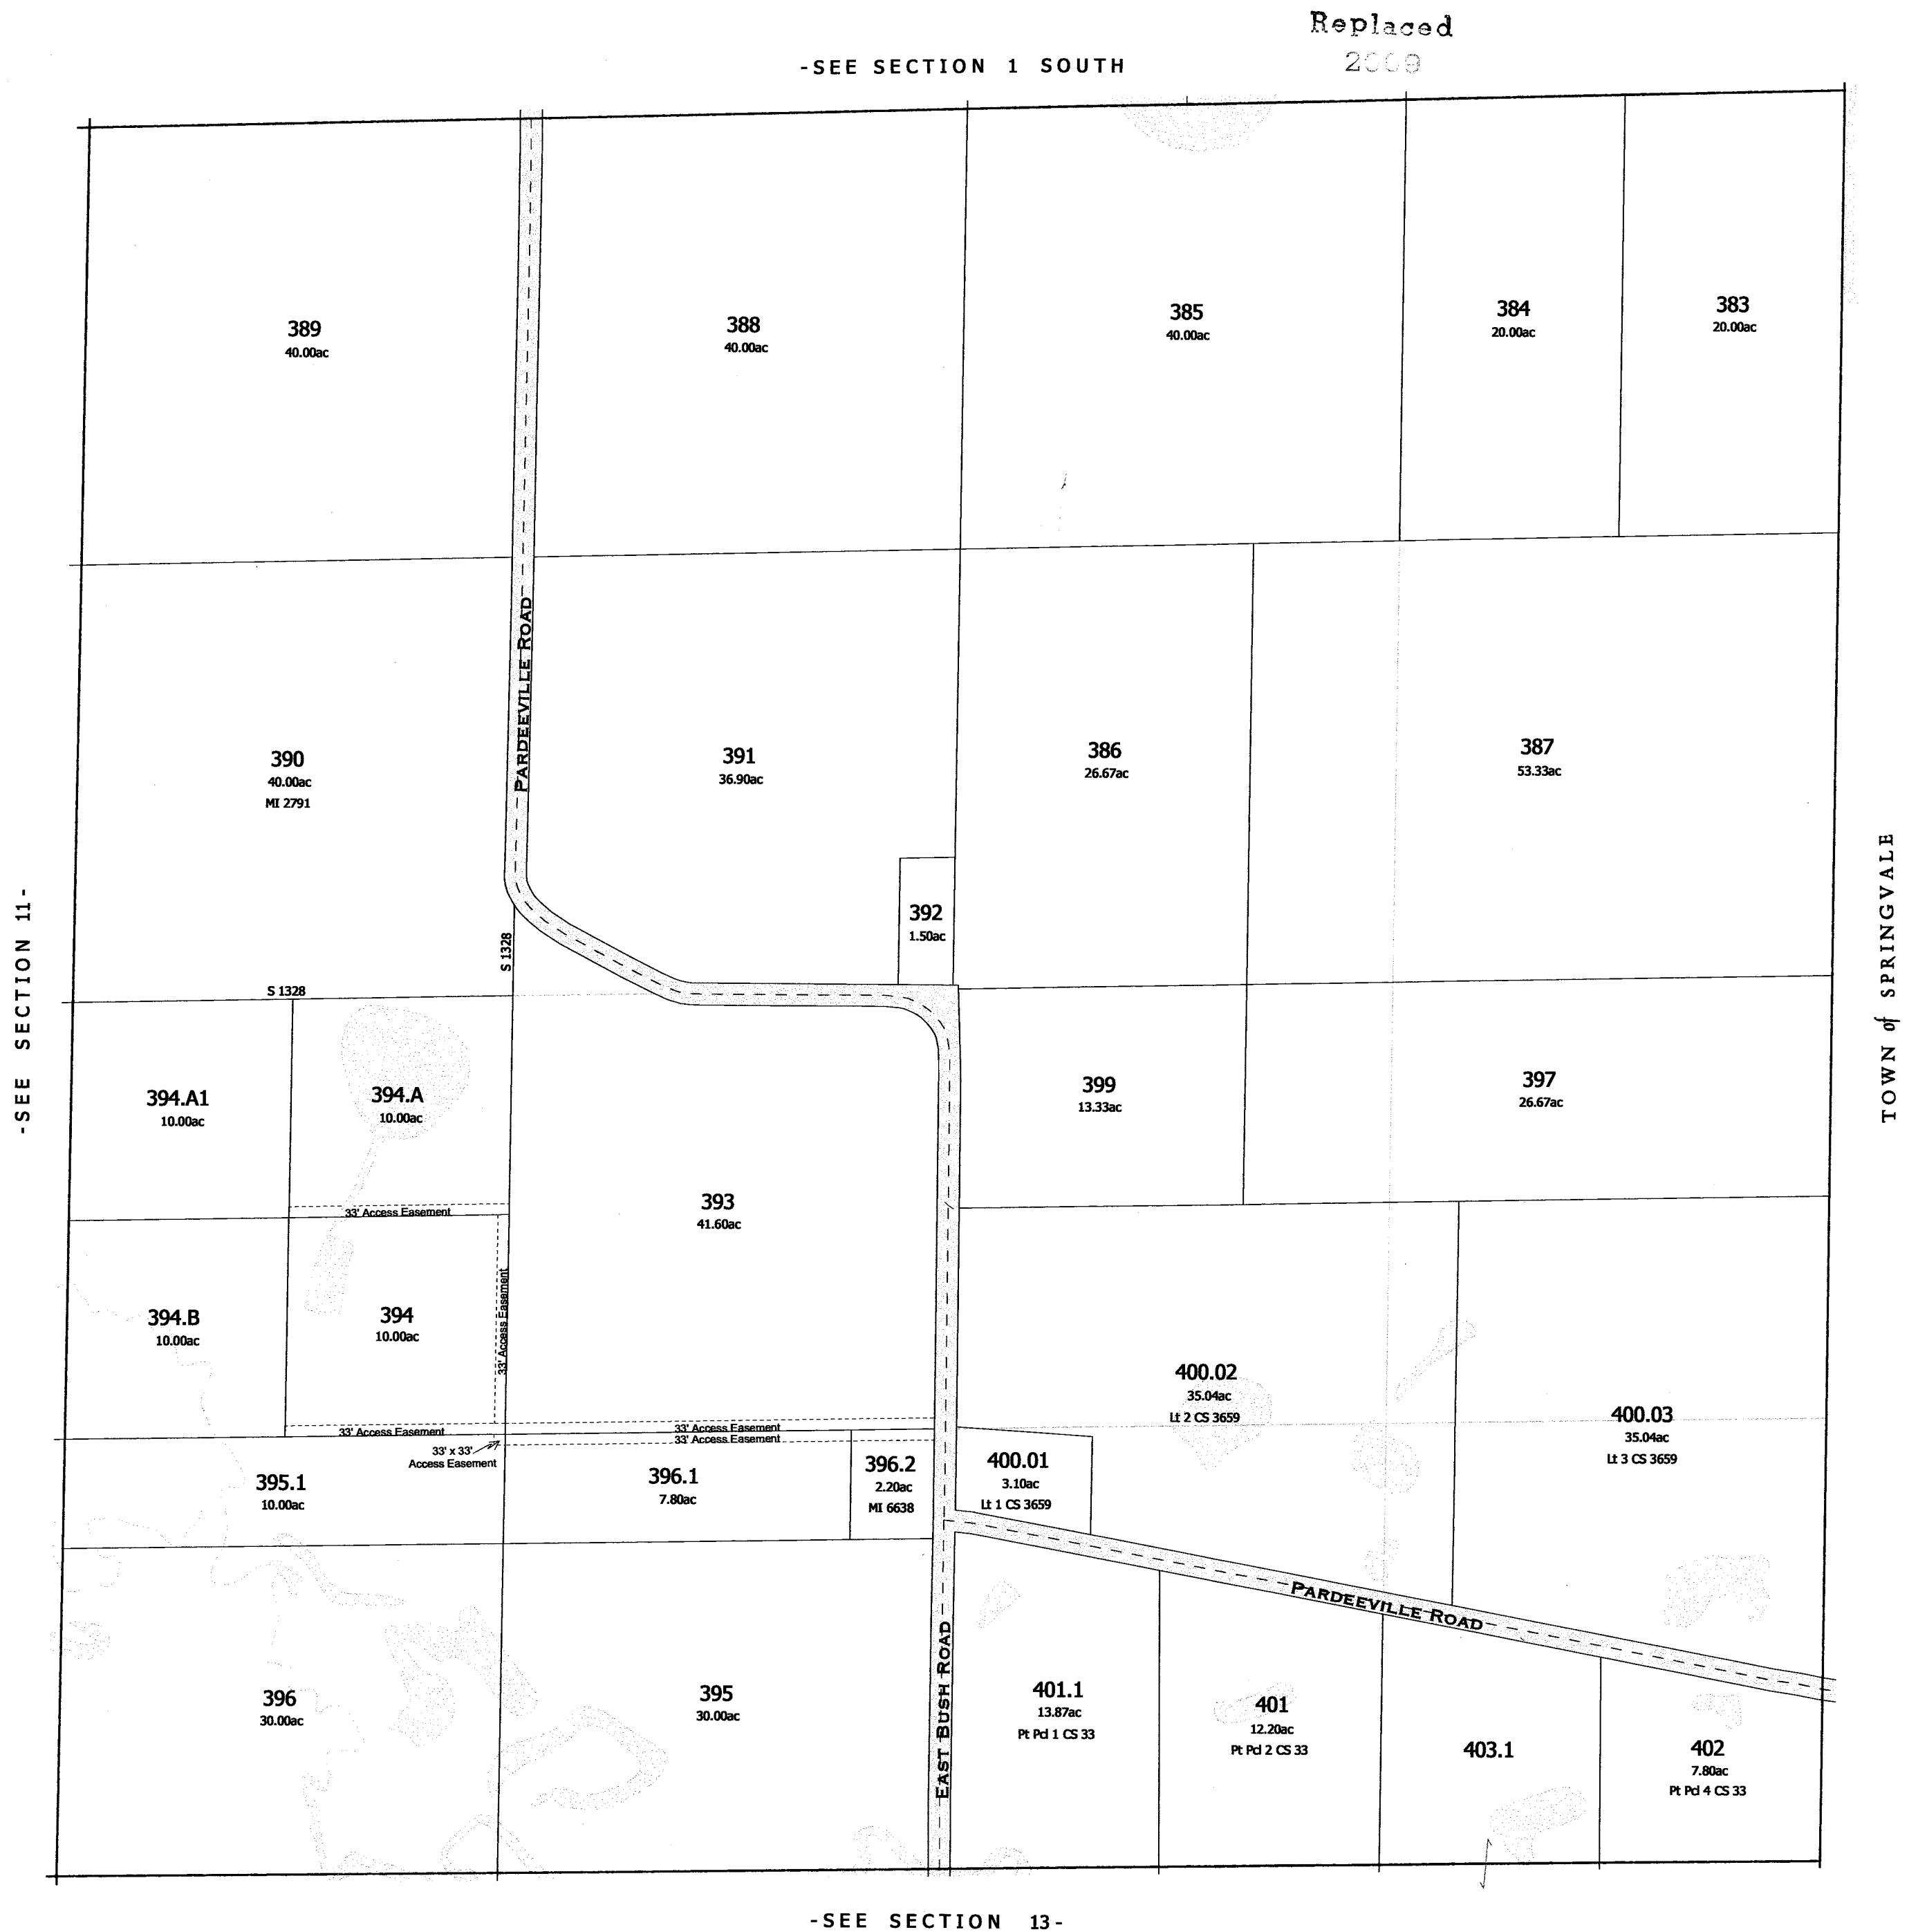 Replaced
2009
-SEE SECTION 1 SOUTH
389
40.00ac
388
40.00ac
385
40.00ac
384
20.00ac
383
20.00ac
PARDEEVILLE ROAD
390
40.00ac
MI 2791
391
36.90ac
386
26.67ac
387
53.33ac
392
1.50ac
S 1328
S 1328
-SEE SECTION 11-
TOWN of SPRINGVALE
394.A1
10.00ac
394.A
10.00ac
399
13.33ac
397
26.67ac
33' Access Easement
393
41.60ac
394.B
10.00ac
394
10.00ac
33' Access Easement
400.02
35.04ac
Lt 2 CS 3659
400.03
35.04ac
Lt 3 CS 3659
33' Access Easement
33' Access Easement
33' Access Easement
33' x 33'
Access Easement
395.1
10.00ac
396.1
7.80ac
396.2
2.20ac
MI 6638
400.01
3.10ac
Lt 1 CS 3659
PARDEEVILLE ROAD
EAST BUSH ROAD
396
30.00ac
395
30.00ac
401.1
13.87ac
Pt Pcl 1 CS 33
401
12.20ac
Pt Pcl 2 CS 33
403.1
402
7.80ac
Pt Pcl 4 CS 33
-SEE SECTION 13-